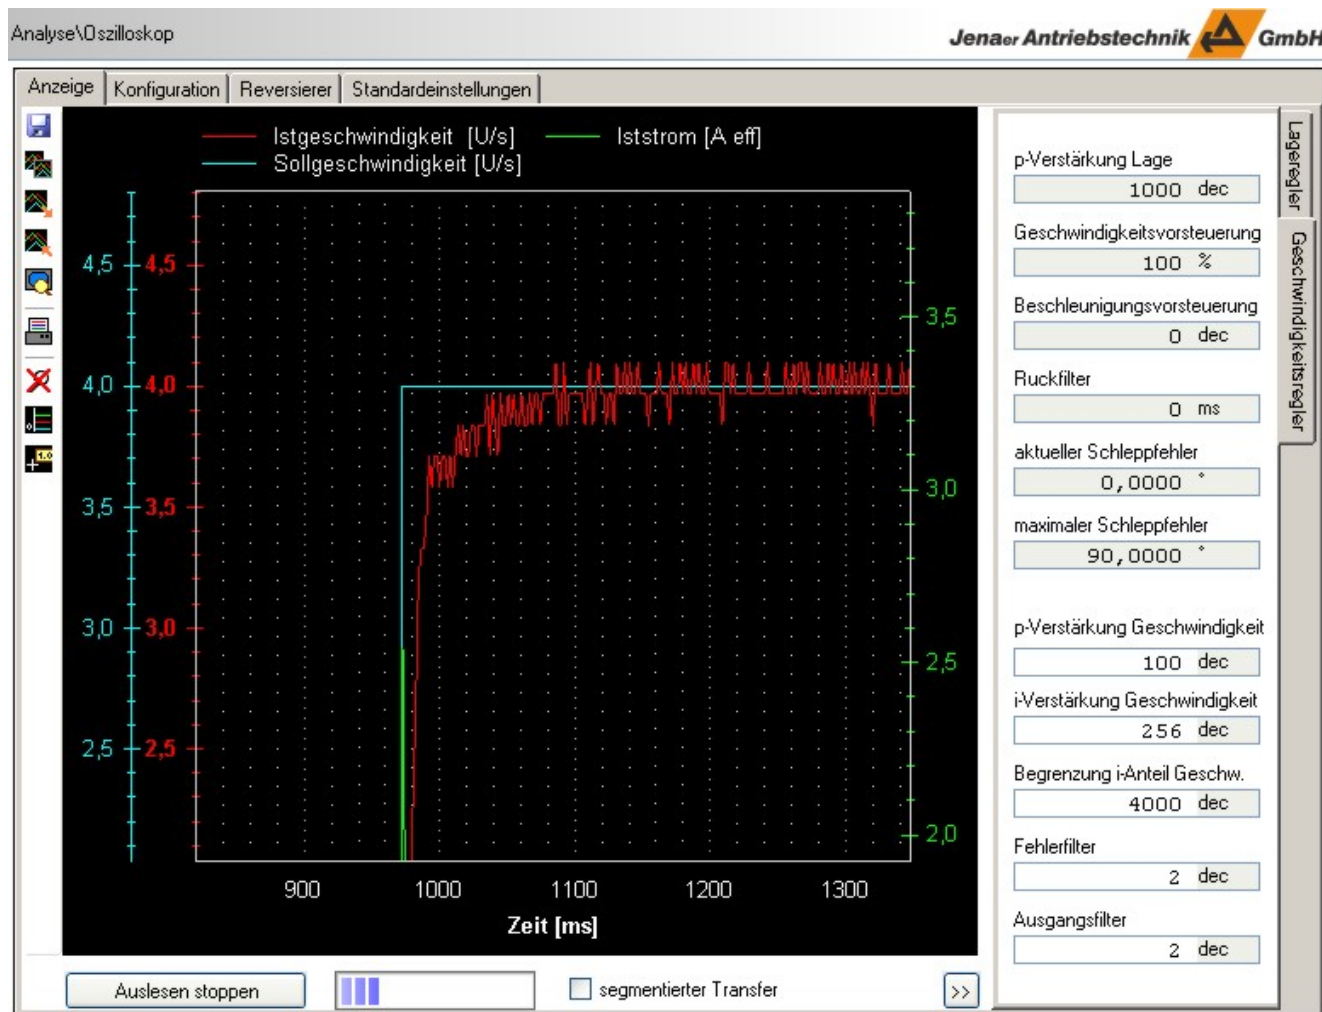 Analyse\Oszilloskop
Jenaer Antriebstechnik GmbH
Anzeige Konfiguration Reversierer Standardeinstellungen
Istgeschwindigkeit [U/s] Iststrom [A eff]
Sollgeschwindigkeit [U/s]
4,5 4,5
4,0 4,0
3,5 3,5
3,0 3,0
2,5 2,5
3,5
3,0
2,5
2,0
900 1000 1100 1200 1300
Zeit [ms]
p-Verstärkung Lage
1000 dec
Geschwindigkeitsvorsteuerung
100 %
Beschleunigungsvorsteuerung
0 dec
Ruckfilter
0 ms
aktueller Schleppfehler
0,0000 °
maximaler Schleppfehler
90,0000 °
p-Verstärkung Geschwindigkeit
100 dec
i-Verstärkung Geschwindigkeit
256 dec
Begrenzung i-Anteil Geschw.
4000 dec
Fehlerfilter
2 dec
Ausgangsfilter
2 dec
Lageregler
Geschwindigkeitsregler
Auslesen stoppen
segmentierter Transfer
>>